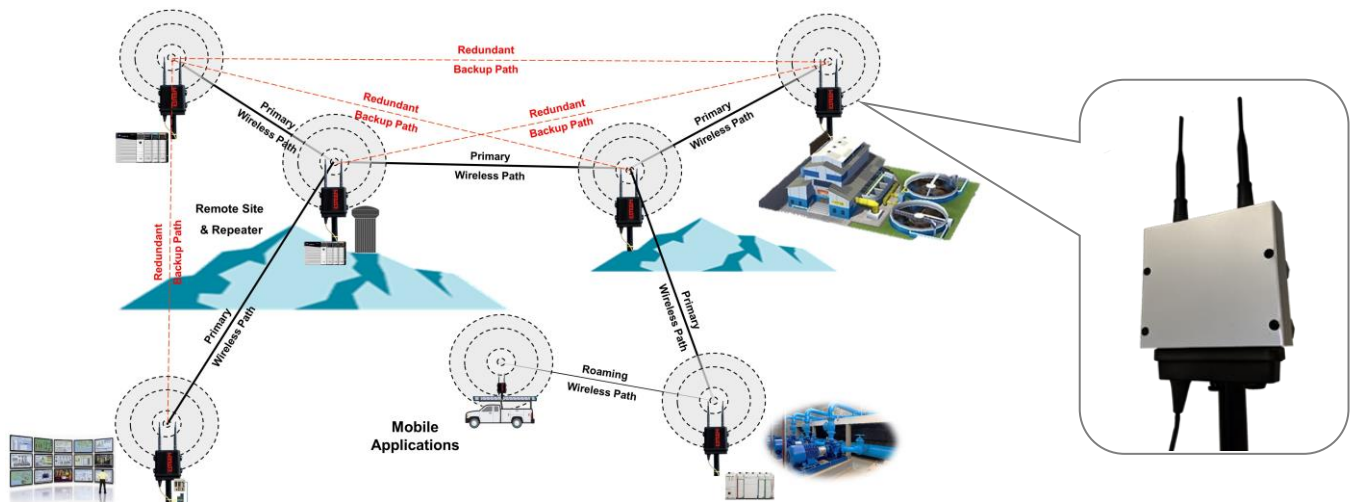 Redundant
Backup Path
Primary
Wireless Path
Redundant
Backup Path
Redundant
Backup Path
Primary
Wireless Path
Primary
Wireless Path
Remote Site
& Repeater
Redundant
Backup Path
Primary
Wireless Path
Primary
Wireless Path
Roaming
Wireless Path
Mobile
Applications